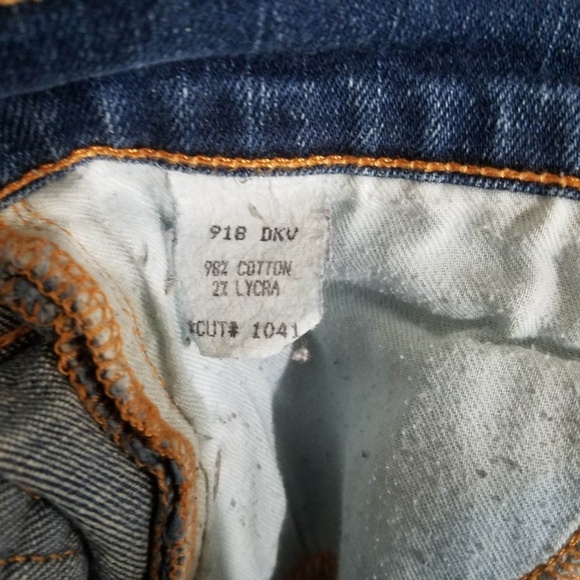 918 DKV
98% COTTON
2% LYCRA
CUT# 1041